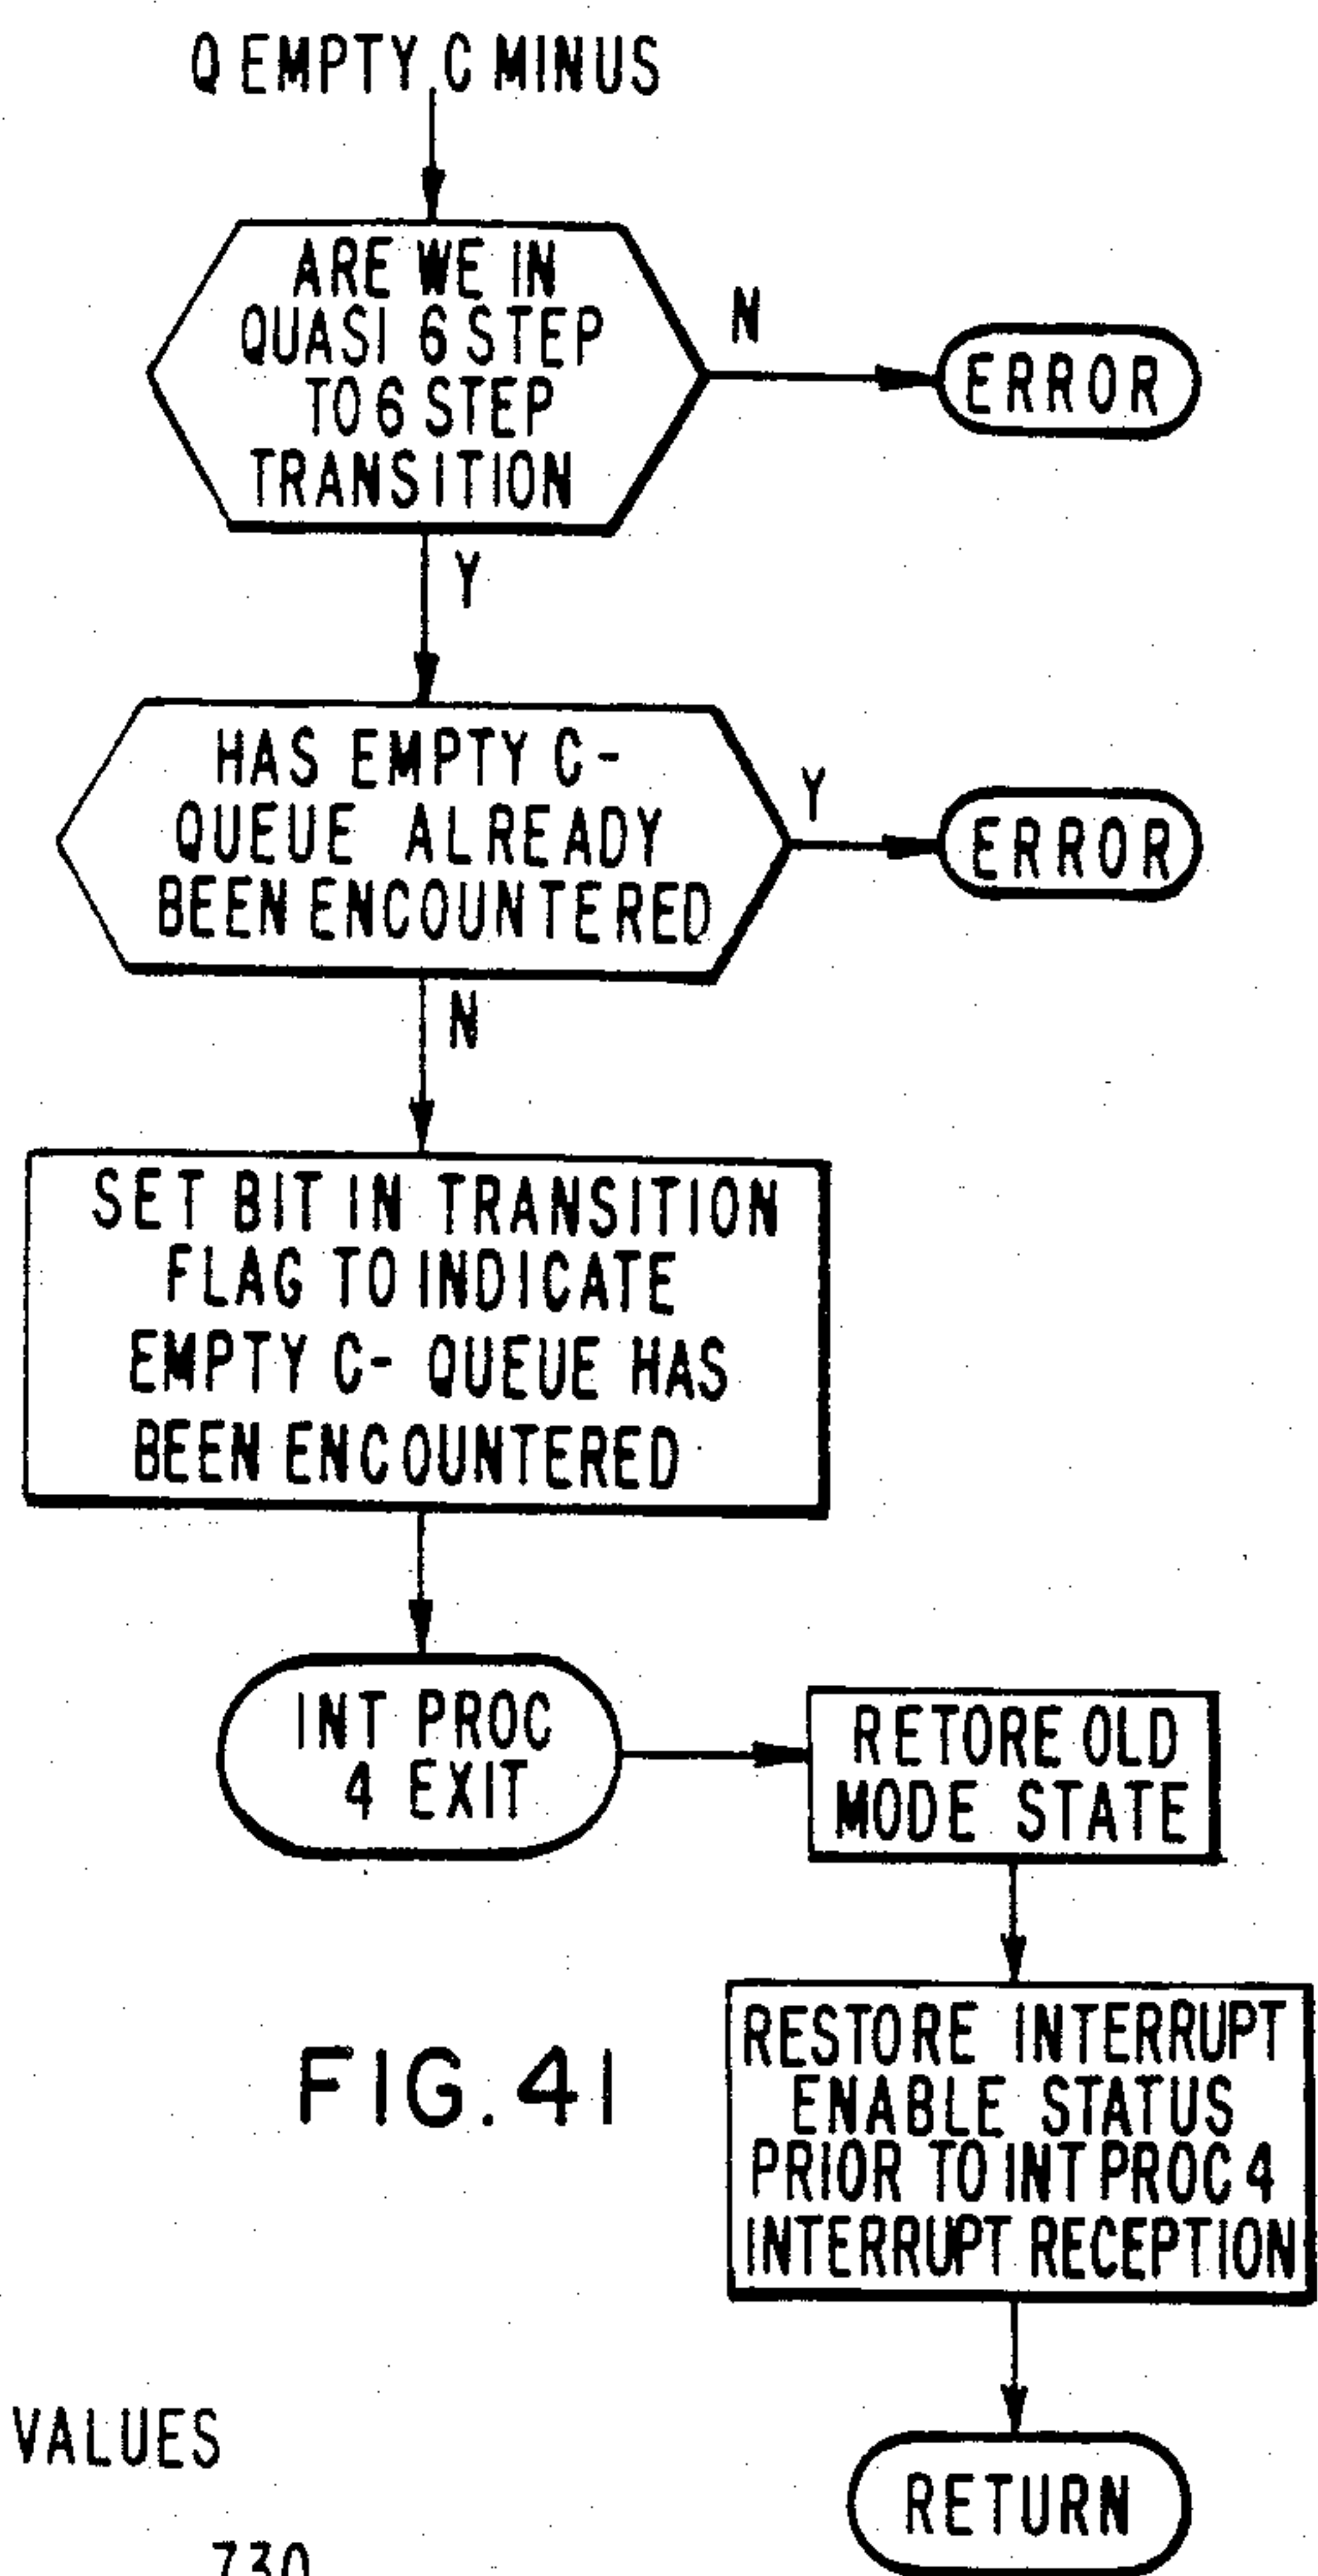 Q EMPTY C MINUS
ARE WE IN
QUASI 6 STEP
TO 6 STEP
TRANSITION
N
ERROR
Y
HAS EMPTY C-
QUEUE ALREADY
BEEN ENCOUNTERED
Y
ERROR
N
SET BIT IN TRANSITION
FLAG TO INDICATE
EMPTY C- QUEUE HAS
BEEN ENCOUNTERED
INT PROC
4 EXIT
RETORE OLD
MODE STATE
RESTORE INTERRUPT
ENABLE STATUS
PRIOR TO INT PROC 4
INTERRUPT RECEPTION
RETURN
FIG. 41
VALUES
730